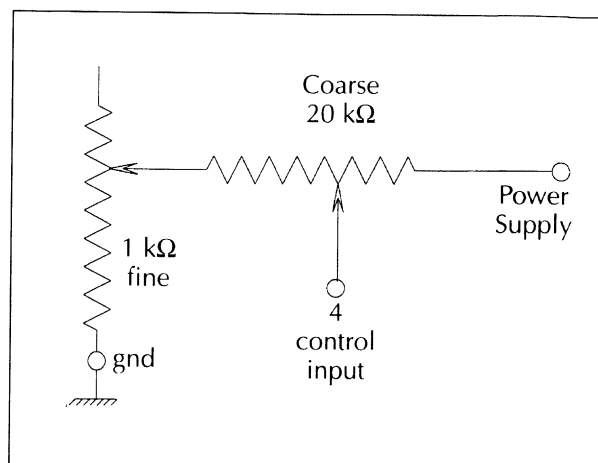 Coarse
20 kΩ
Power
Supply
1 kΩ
fine
4
control
input
gnd